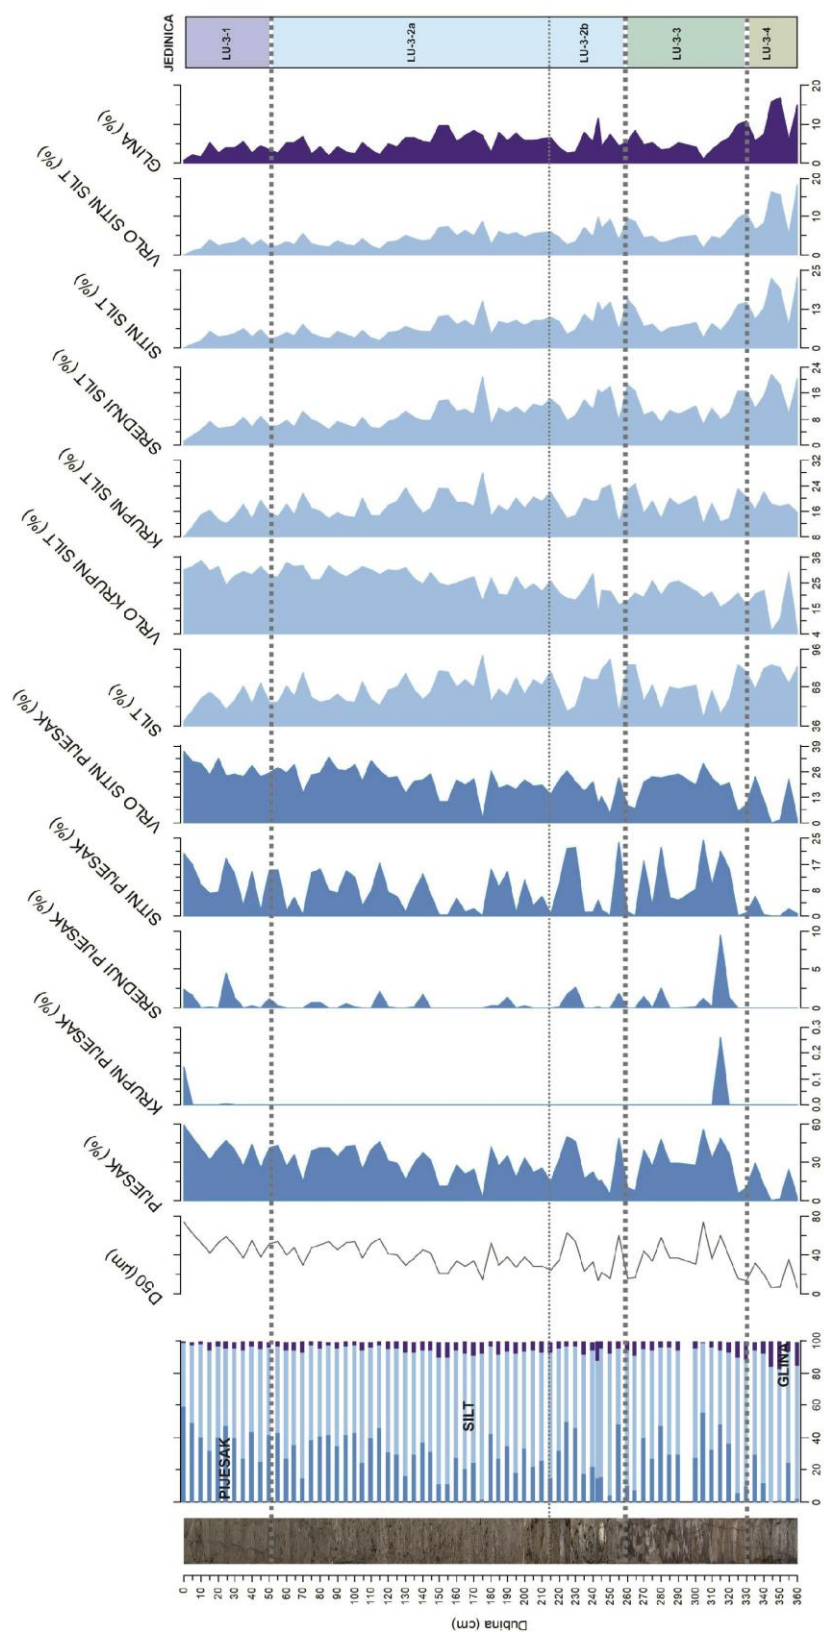 Dubina (cm)
D50 (µm)
PIJESAK (%)
KRUPNI PIJESAK (%)
SREDNJI PIJESAK (%)
SITNI PIJESAK (%)
VRLO SITNI PIJESAK (%)
SILT (%)
VRLO KRUPNI SILT (%)
KRUPNI SILT (%)
SREDNJI SILT (%)
SITNI SILT (%)
VRLO SITNI SILT (%)
GLINA (%)
JEDINICA
0
10
20
30
40
50
60
70
80
90
100
110
120
130
140
150
160
170
180
190
200
210
220
230
240
250
260
270
280
290
300
310
320
330
340
350
360
PIJESAK
SILT
GLINA
LU-3-1
LU-3-2a
LU-3-2b
LU-3-3
LU-3-4
0 20 40 60 80 100
0 40 80
0 30 60
0.0 0.1 0.2 0.3
0 5 10
0 8 17 25
0 13 26 39
36 66 96
4 15 25 36
8 16 24 32
0 8 16 24
0 13 25
0 10 20
0 10 20